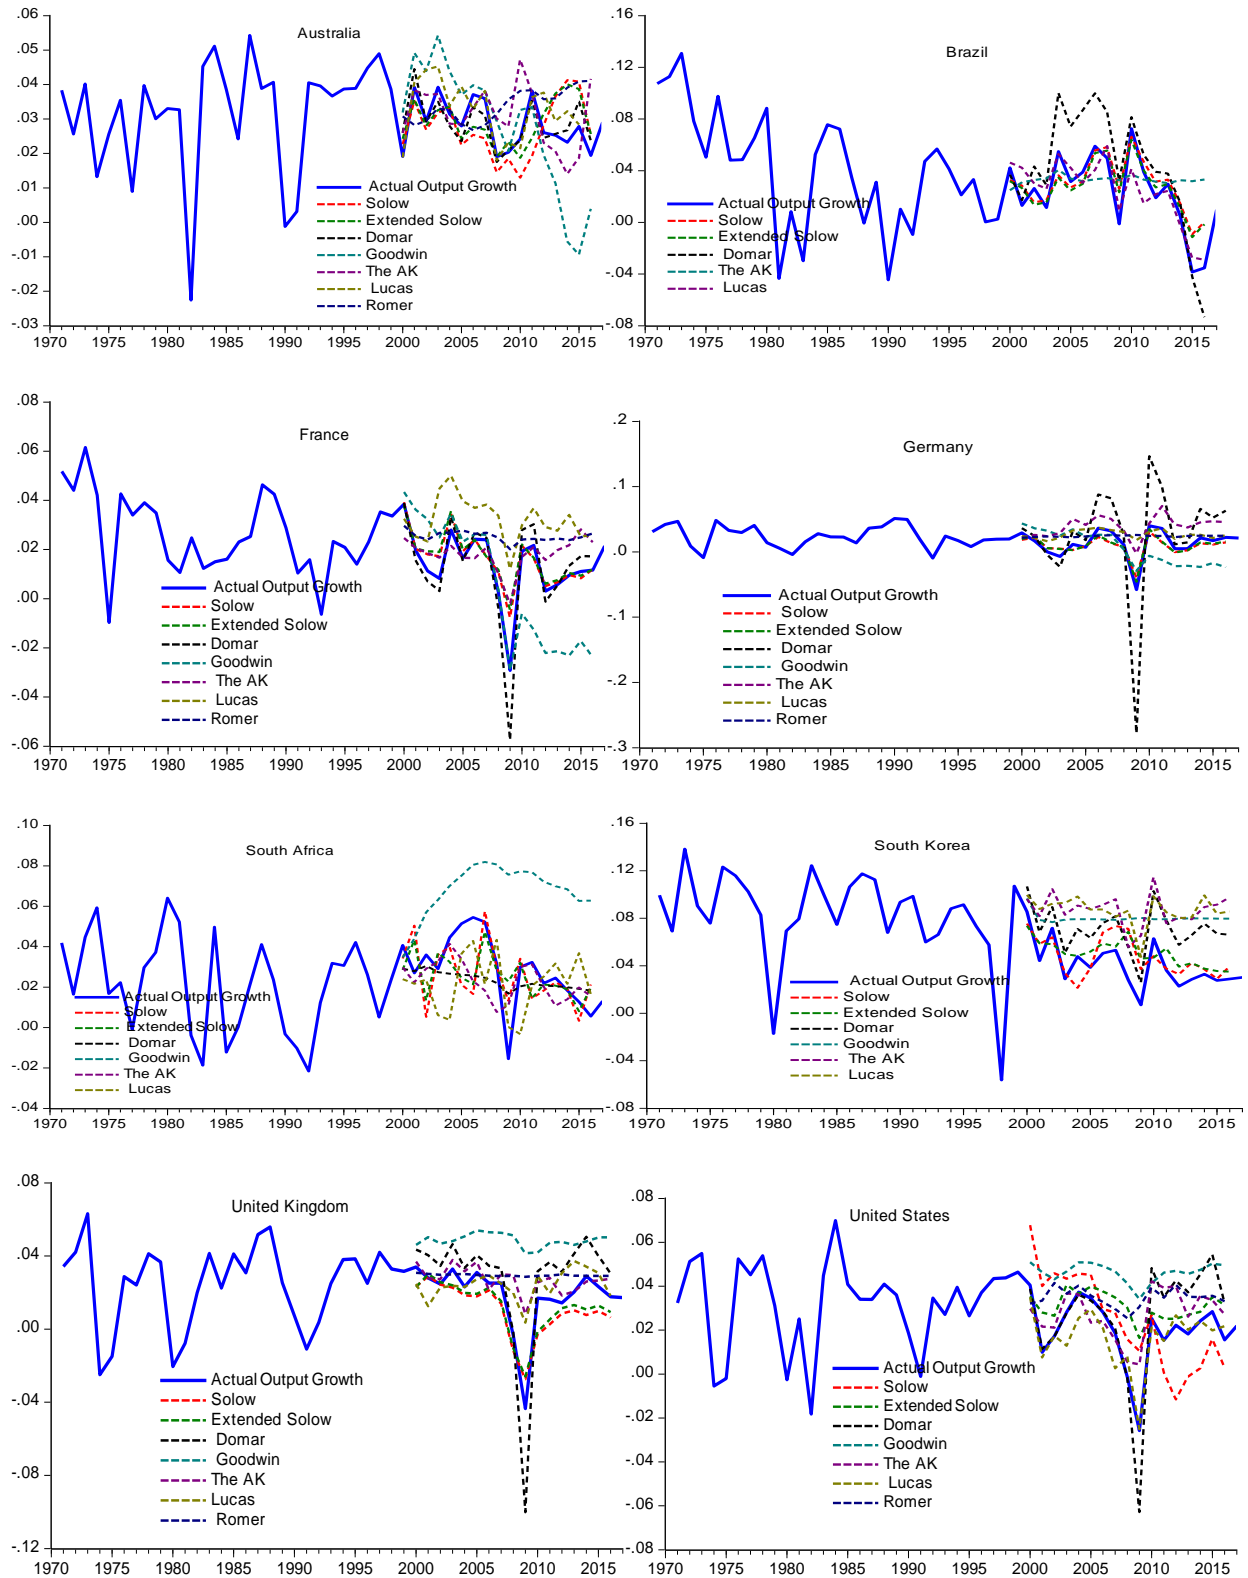 Australia
.06
.05
.04
.03
.02
.01
.00
-.01
-.02
-.03
Actual Output Growth
Solow
Extended Solow
Domar
Goodwin
The AK
Lucas
Romer
1970 1975 1980 1985 1990 1995 2000 2005 2010 2015
Brazil
.16
.12
.08
.04
.00
-.04
-.08
Actual Output Growth
Solow
Extended Solow
Domar
The AK
Lucas
1970 1975 1980 1985 1990 1995 2000 2005 2010 2015
France
.08
.06
.04
.02
.00
-.02
-.04
-.06
Actual Output Growth
Solow
Extended Solow
Domar
Goodwin
The AK
Lucas
Romer
1970 1975 1980 1985 1990 1995 2000 2005 2010 2015
Germany
.2
.1
.0
-.1
-.2
-.3
Actual Output Growth
Solow
Extended Solow
Domar
Goodwin
The AK
Lucas
Romer
1970 1975 1980 1985 1990 1995 2000 2005 2010 2015
South Africa
.10
.08
.06
.04
.02
.00
-.02
-.04
Actual Output Growth
Solow
Extended Solow
Domar
Goodwin
The AK
Lucas
1970 1975 1980 1985 1990 1995 2000 2005 2010 2015
South Korea
.16
.12
.08
.04
.00
-.04
-.08
Actual Output Growth
Solow
Extended Solow
Domar
Goodwin
The AK
Lucas
1970 1975 1980 1985 1990 1995 2000 2005 2010 2015
United Kingdom
.08
.04
.00
-.04
-.08
-.12
Actual Output Growth
Solow
Extended Solow
Domar
Goodwin
The AK
Lucas
Romer
1970 1975 1980 1985 1990 1995 2000 2005 2010 2015
United States
.08
.06
.04
.02
.00
-.02
-.04
-.06
-.08
Actual Output Growth
Solow
Extended Solow
Domar
Goodwin
The AK
Lucas
Romer
1970 1975 1980 1985 1990 1995 2000 2005 2010 2015